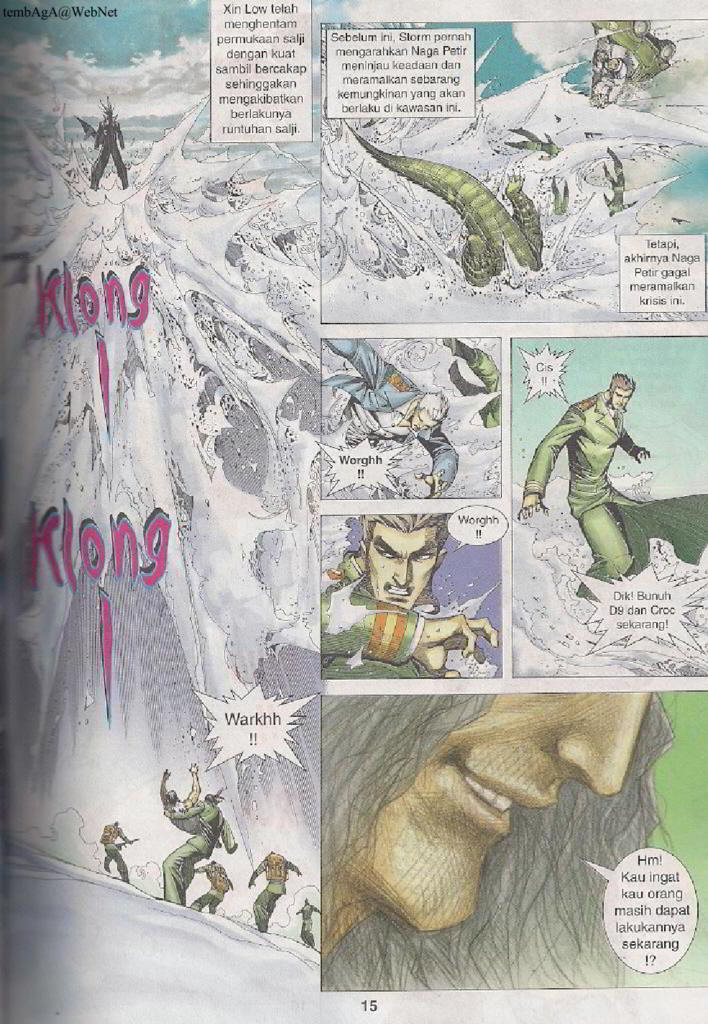 tembAgA@WebNet
Xin Low telah
menghentam
permukaan salji
dengan kuat
sambil bercakap
sehinggakan
mengakibatkan
berlakunya
runtuhan salji.
Klong
Klong
Warkhh
!!
Sebelum ini, Storm pernah
mengarahkan Naga Petir
meninjau keadaan dan
meramalkan sebarang
kemungkinan yang akan
berlaku di kawasan ini.
Tetapi,
akhirnya Naga
Petir gagal
meramalkan
krisis ini.
Worghh
!!
Cis
!!
Worghh
!!
Dik! Bunuh
D9 dan Croc
sekarang!
Hm!
Kau ingat
kau orang
masih dapat
lakukannya
sekarang
!?
15